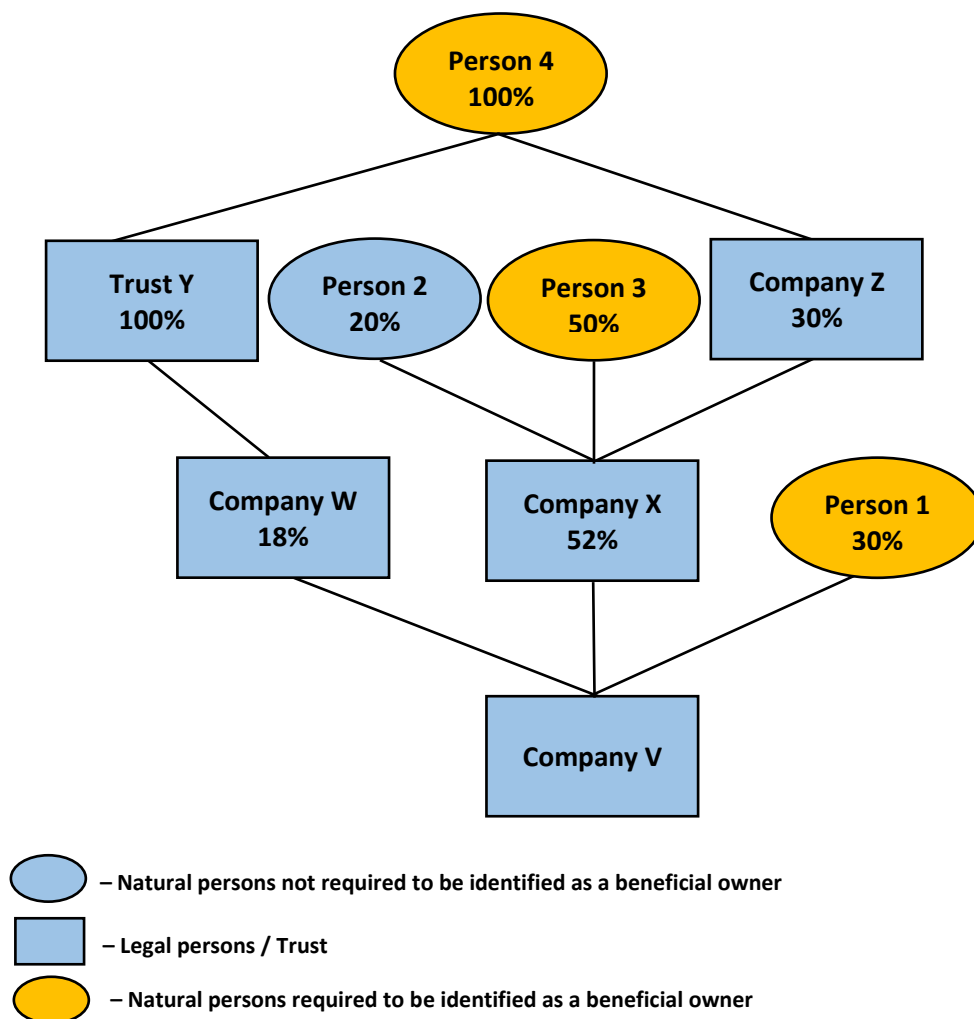 Person 4
100%
Trust Y
100%
Person 2
20%
Person 3
50%
Company Z
30%
Company W
18%
Company X
52%
Person 1
30%
Company V
– Natural persons not required to be identified as a beneficial owner
– Legal persons / Trust
– Natural persons required to be identified as a beneficial owner